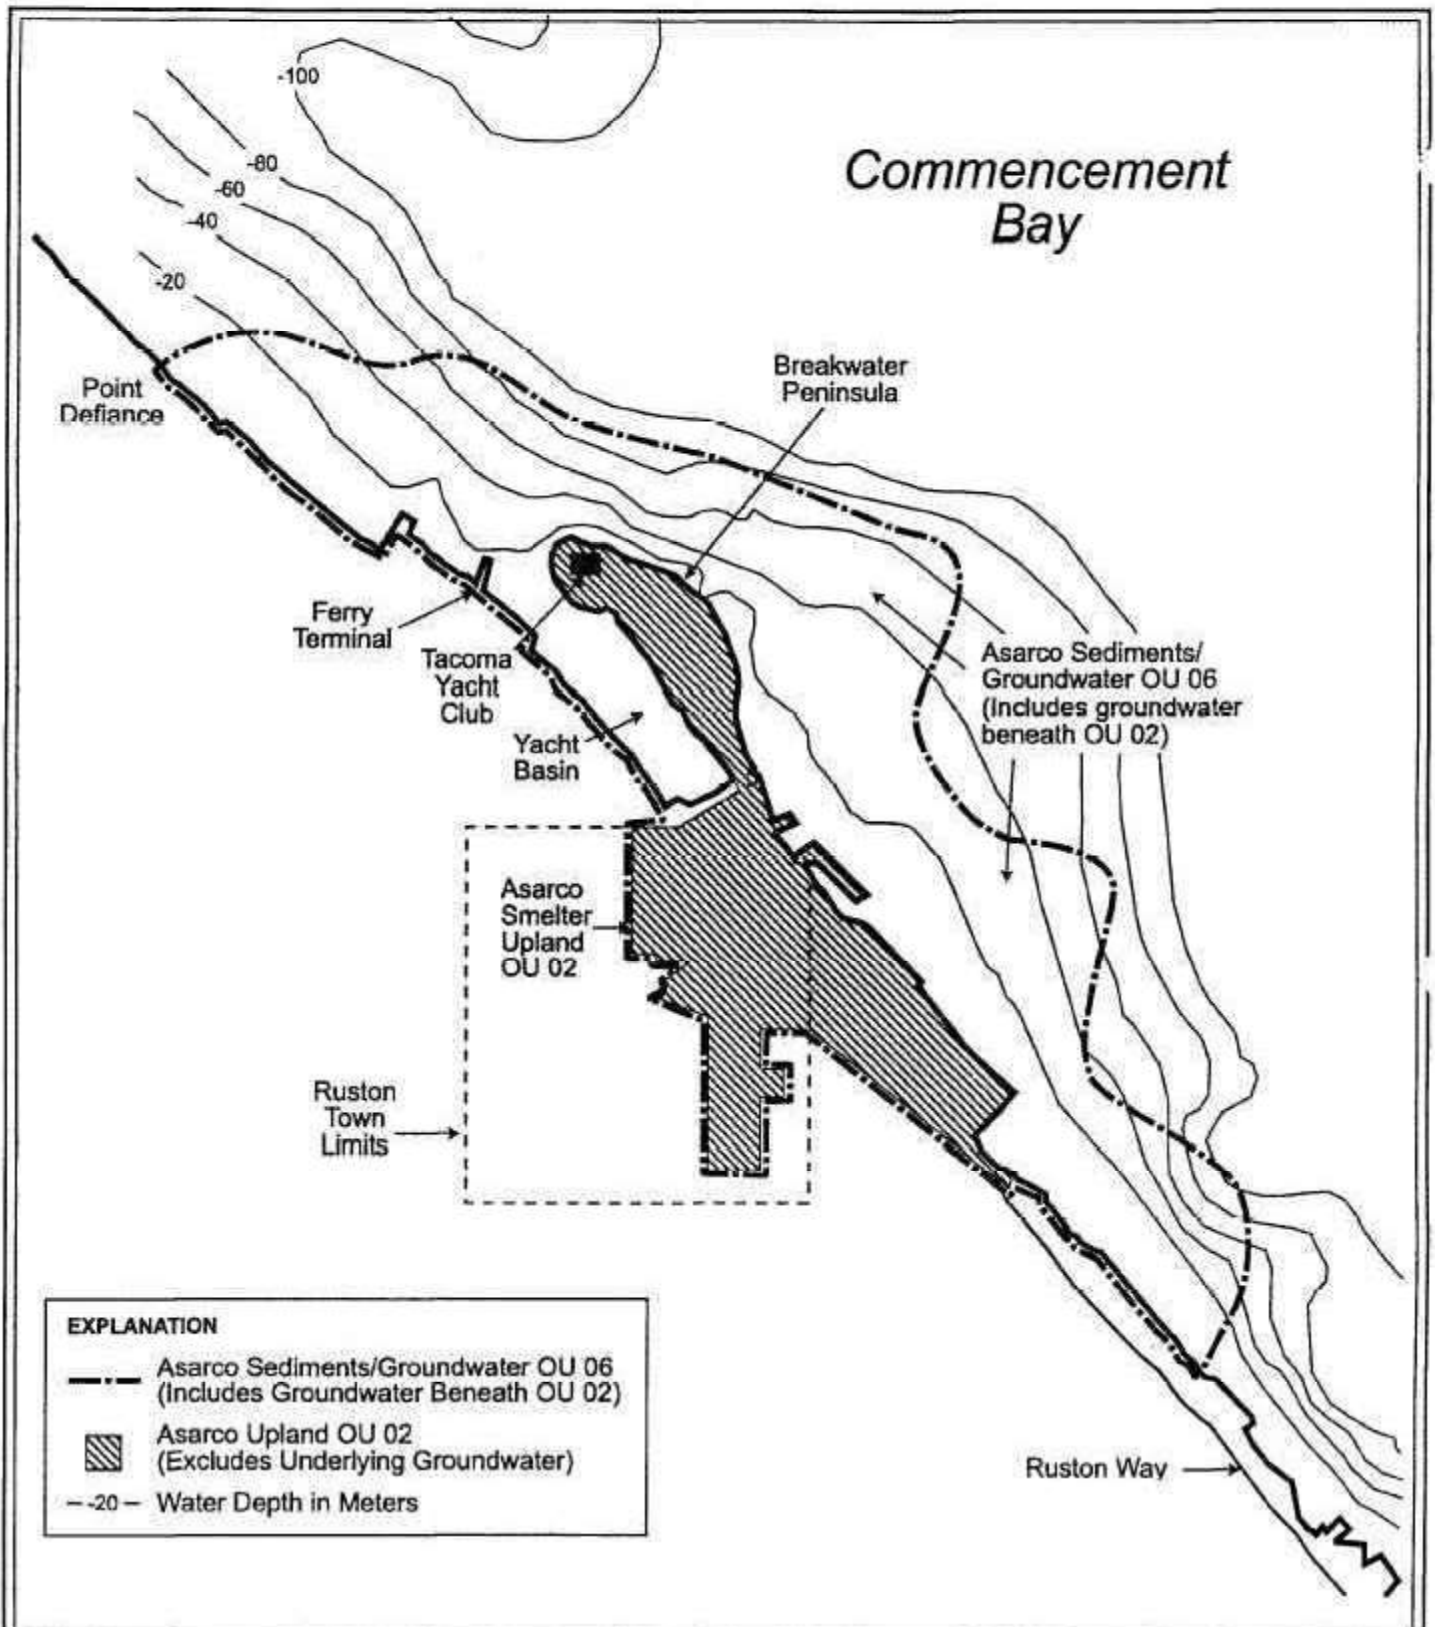 -100
Commencement
Bay
-80
-60
-40
-20
Breakwater
Peninsula
Point
Defiance
Ferry
Terminal
Tacoma
Yacht
Club
Asarco Sediments/
Groundwater OU 06
(Includes groundwater
beneath OU 02)
Yacht
Basin
Asarco
Smelter
Upland
OU 02
Ruston
Town
Limits
EXPLANATION
Asarco Sediments/Groundwater OU 06
(Includes Groundwater Beneath OU 02)
Asarco Upland OU 02
(Excludes Underlying Groundwater)
-20 Water Depth in Meters
Ruston Way